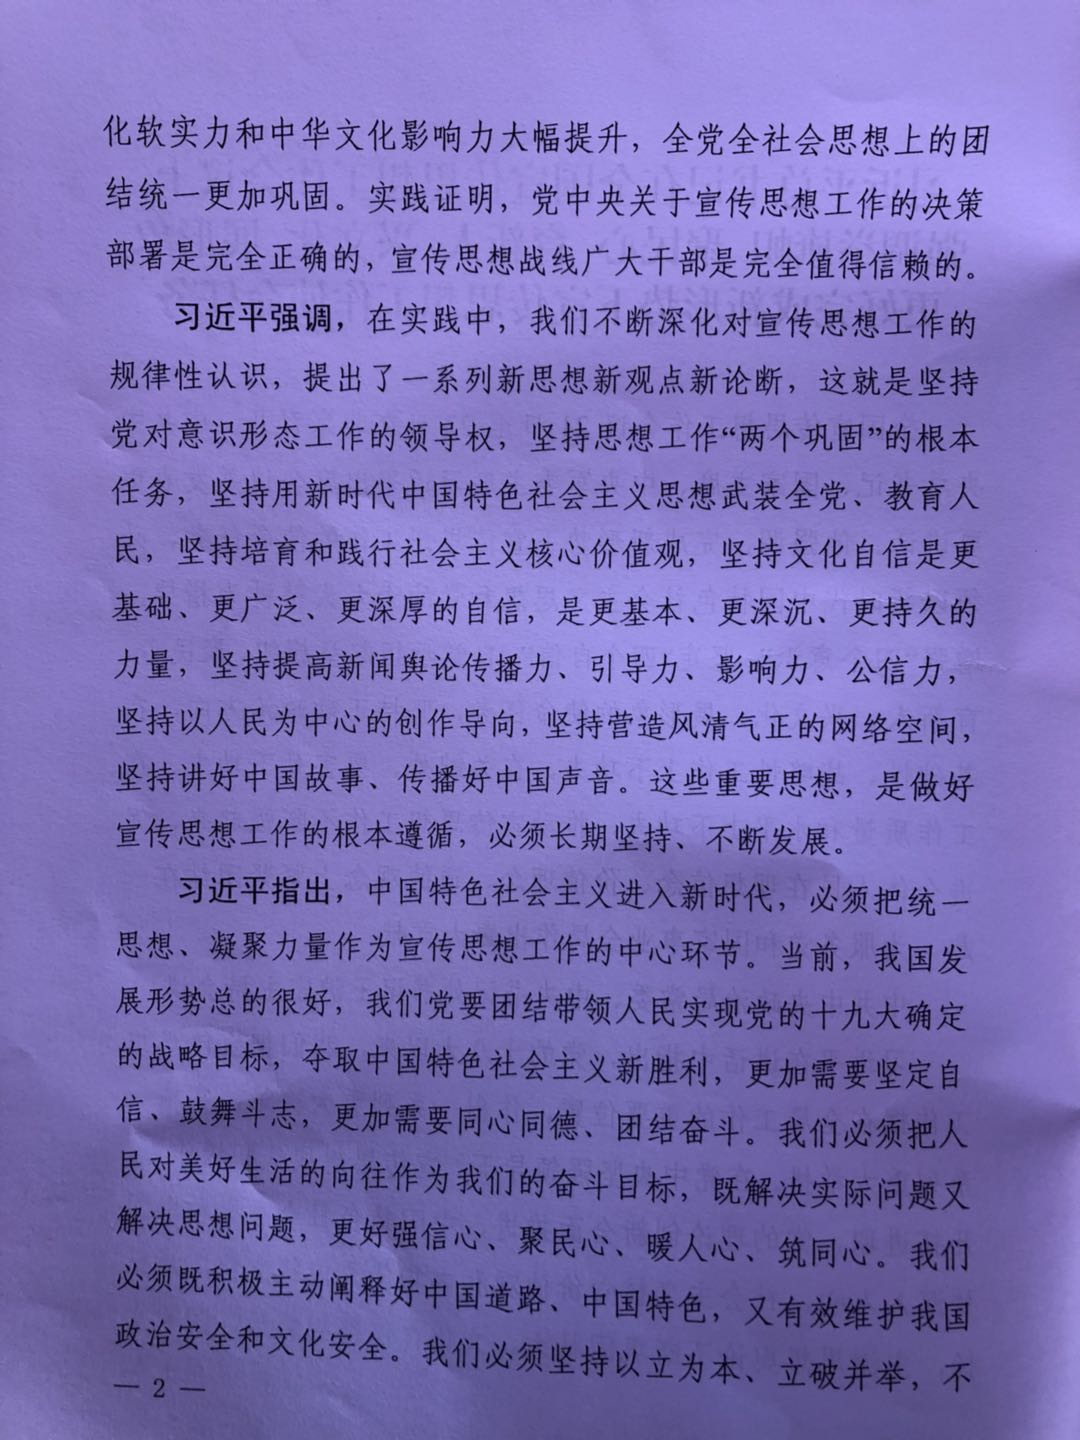 化软实力和中华文化影响力大幅提升，全党全社会思想上的团
结统一更加巩固。实践证明，党中央关于宣传思想工作的决策
部署是完全正确的，宣传思想战线广大干部是完全值得信赖的。
习近平强调，在实践中，我们不断深化对宣传思想工作的
规律性认识，提出了一系列新思想新观点新论断，这就是坚持
党对意识形态工作的领导权，坚持思想工作“两个巩固”的根本
任务，坚持用新时代中国特色社会主义思想武装全党、教育人
民，坚持培育和践行社会主义核心价值观，坚持文化自信是更
基础、更广泛、更深厚的自信，是更基本、更深沉、更持久的
力量，坚持提高新闻舆论传播力、引导力、影响力、公信力，
坚持以人民为中心的创作导向，坚持营造风清气正的网络空间，
坚持讲好中国故事、传播好中国声音。这些重要思想，是做好
宣传思想工作的根本遵循，必须长期坚持、不断发展。
习近平指出，中国特色社会主义进入新时代，必须把统一
思想、凝聚力量作为宣传思想工作的中心环节。当前，我国发
展形势总的很好，我们党要团结带领人民实现党的十九大确定
的战略目标，夺取中国特色社会主义新胜利，更加需要坚定自
信、鼓舞斗志，更加需要同心同德、团结奋斗。我们必须把人
民对美好生活的向往作为我们的奋斗目标，既解决实际问题又
解决思想问题，更好强信心、聚民心、暖人心、筑同心。我们
必须既积极主动阐释好中国道路、中国特色，又有效维护我国
政治安全和文化安全。我们必须坚持以立为本、立破并举，不
— 2 —